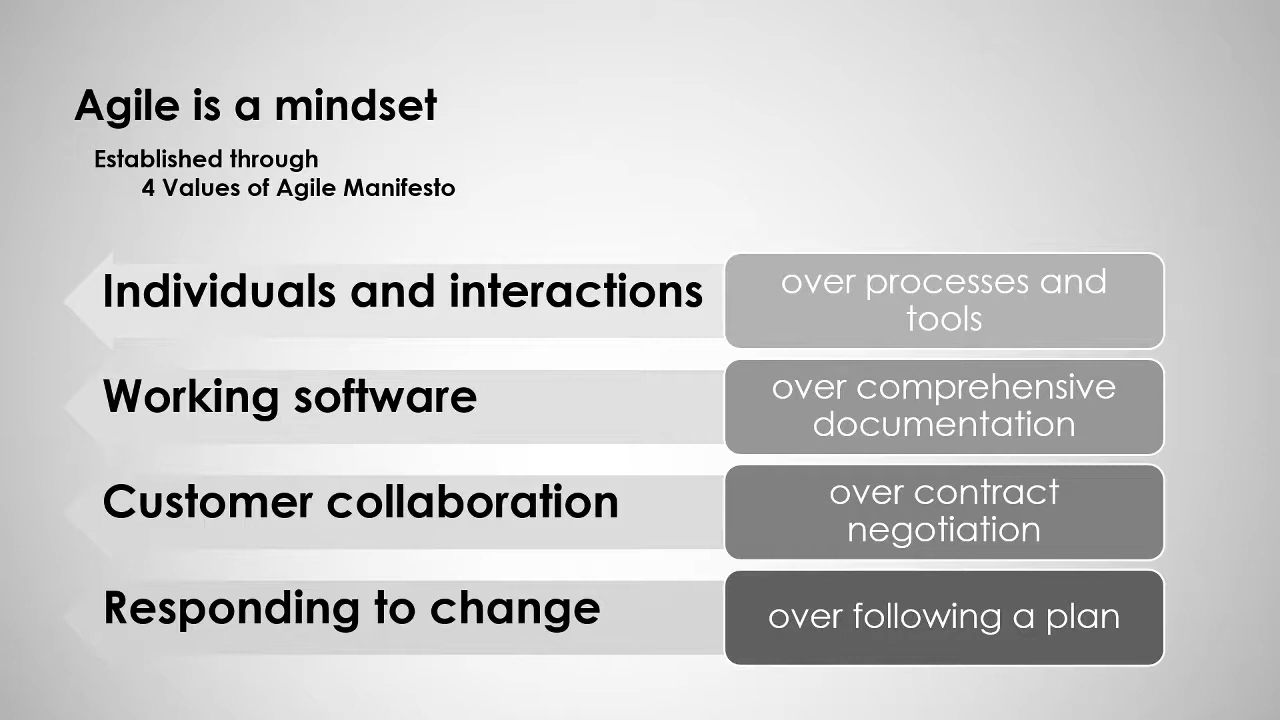 Agile is a mindset
Established through
4 Values of Agile Manifesto
Individuals and interactions
over processes and
tools
Working software
over comprehensive
documentation
Customer collaboration
over contract
negotiation
Responding to change
over following a plan